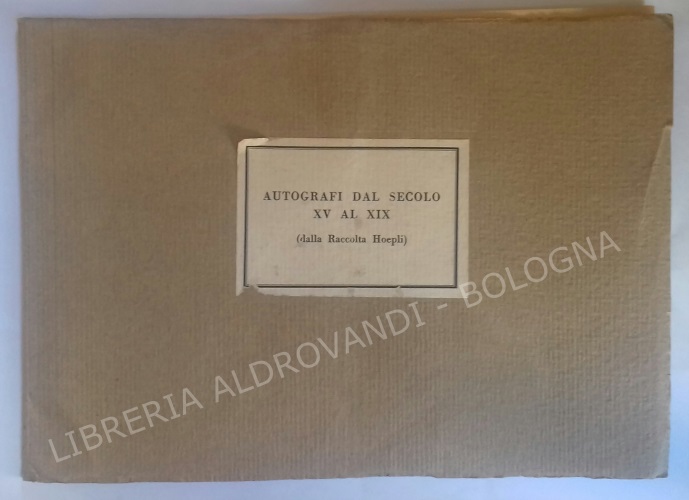 AUTOGRAFI DAL SECOLO
XV AL XIX
(dalla Raccolta Hoepli)
LIBRERIA ALDROVANDI - BOLOGNA